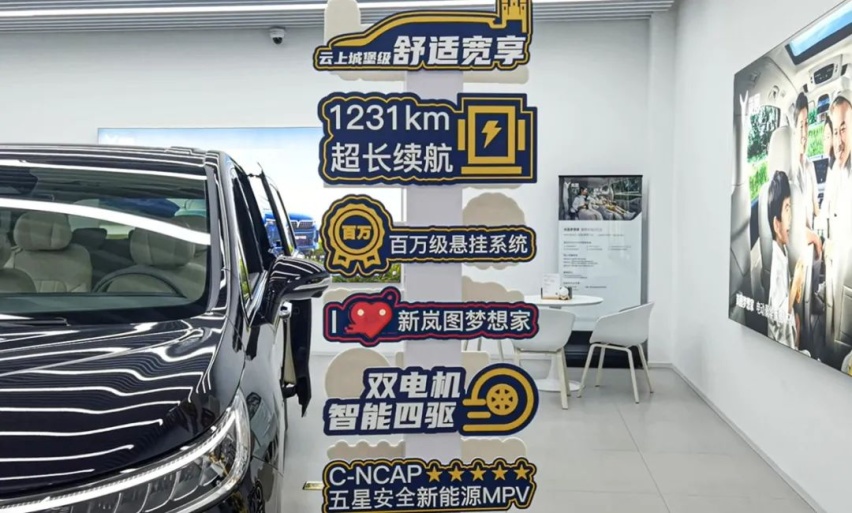 云上城堡级 舒适宽享
1231km
超长续航
百万 百万级悬挂系统
I 新岚图梦想家
双电机
智能四驱
C-NCAP★★★★★
五星安全新能源MPV